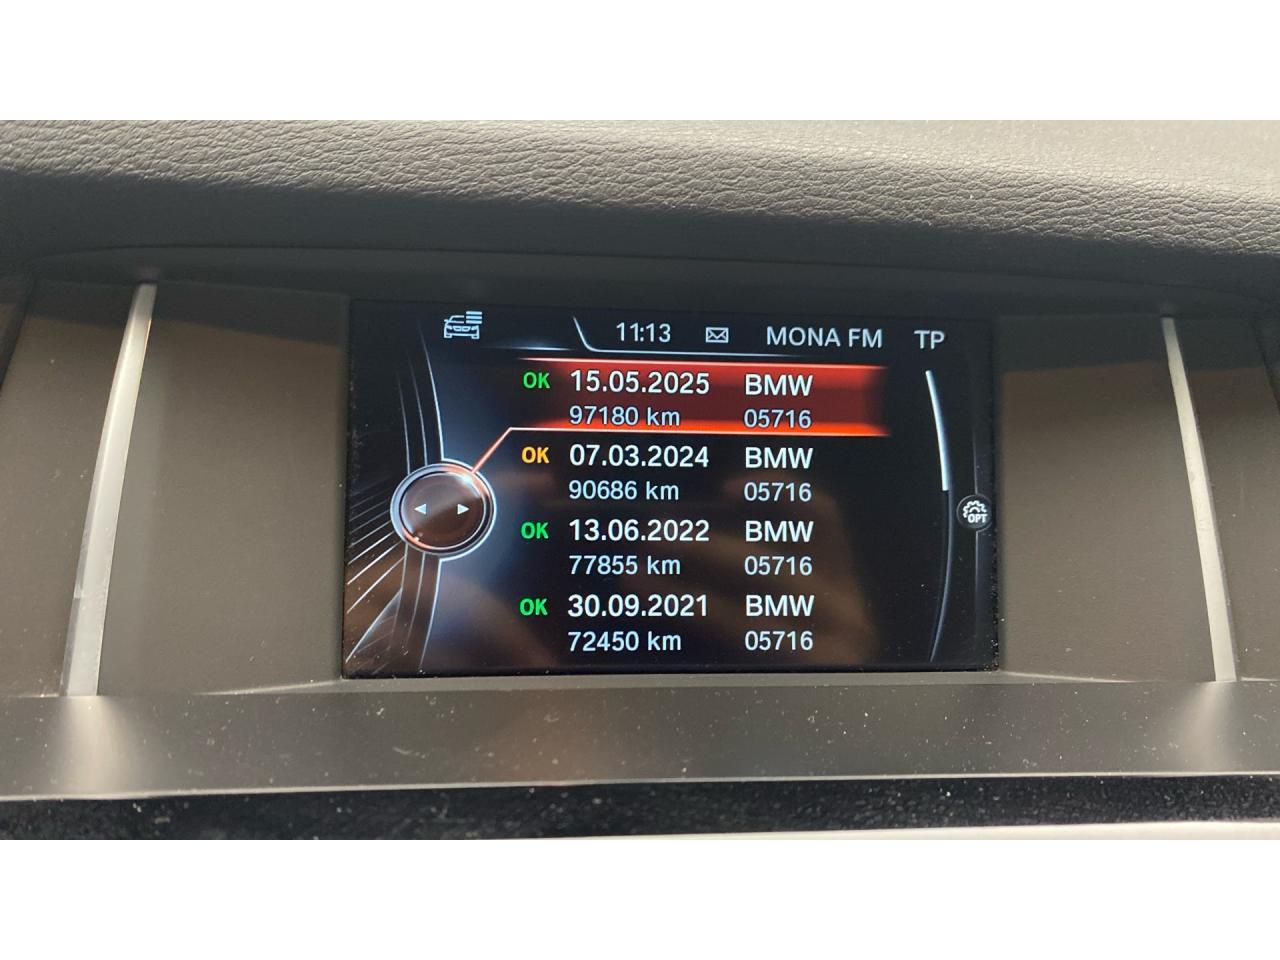 11:13 MONA FM TP
OK 15.05.2025 BMW
97180 km 05716
OK 07.03.2024 BMW
90686 km 05716
OPT
OK 13.06.2022 BMW
77855 km 05716
OK 30.09.2021 BMW
72450 km 05716